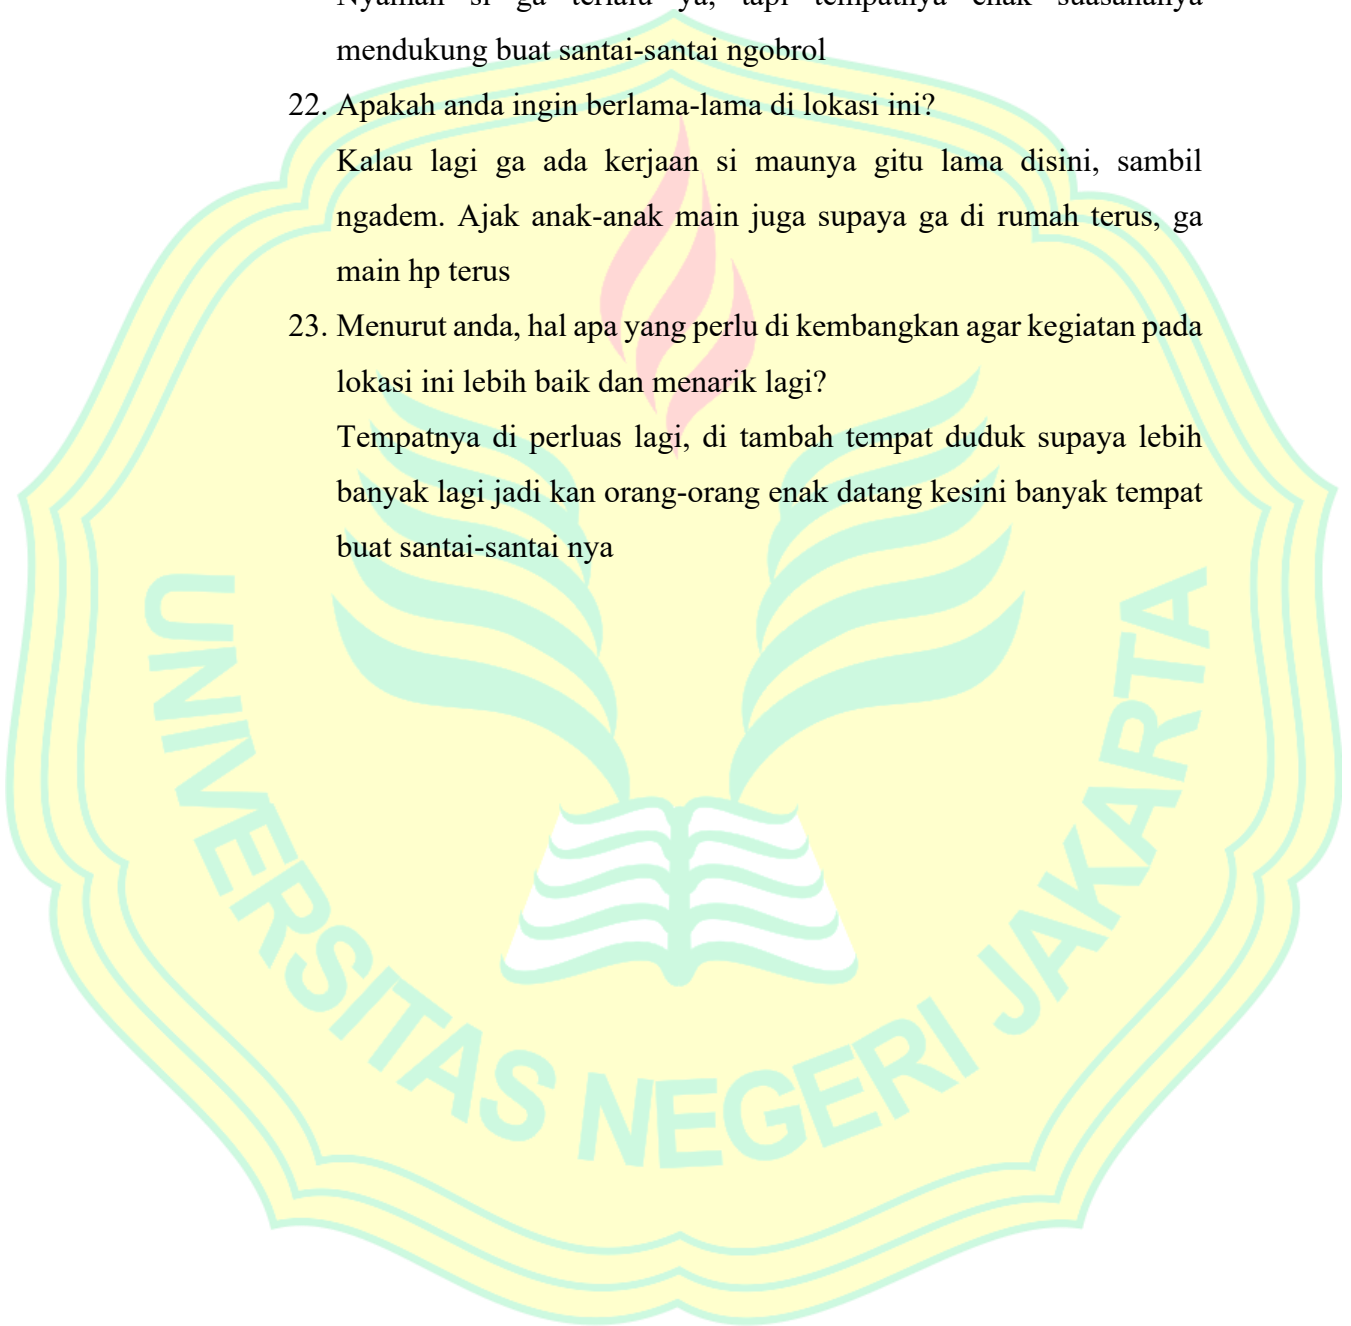 Nyaman si ga terlalu ya, tapi tempatnya enak suasananya
mendukung buat santai-santai ngobrol
22. Apakah anda ingin berlama-lama di lokasi ini?
Kalau lagi ga ada kerjaan si maunya gitu lama disini, sambil
ngadem. Ajak anak-anak main juga supaya ga di rumah terus, ga
main hp terus
23. Menurut anda, hal apa yang perlu di kembangkan agar kegiatan pada
lokasi ini lebih baik dan menarik lagi?
Tempatnya di perluas lagi, di tambah tempat duduk supaya lebih
banyak lagi jadi kan orang-orang enak datang kesini banyak tempat
buat santai-santai nya
UNIVERSITAS NEGERI JAKARTA